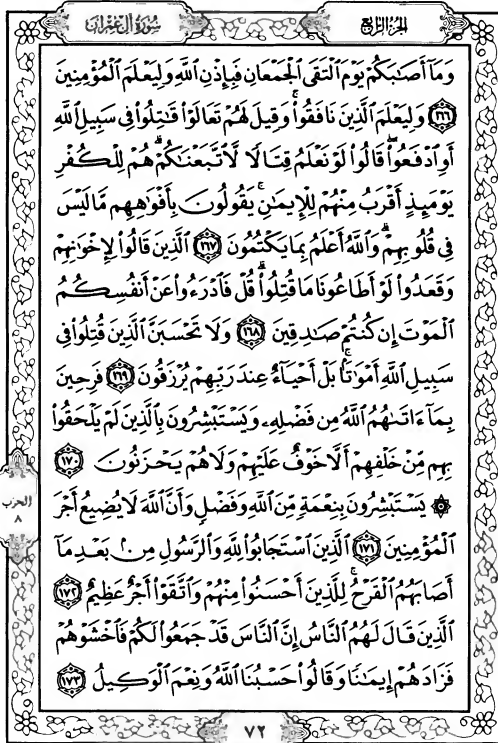 سُورَةُ آلِ عِمْرَانَ
الجُزْءُ الرَّابِعُ
وَمَآ أَصَٰبَكُمْ يَوْمَ ٱلْتَقَى ٱلْجَمْعَانِ فَبِإِذْنِ ٱللَّهِ وَلِيَعْلَمَ ٱلْمُؤْمِنِينَ
١٦٦ وَلِيَعْلَمَ ٱلَّذِينَ نَافَقُوا۟ۚ وَقِيلَ لَهُمْ تَعَالَوْا۟ قَٰتِلُوا۟ فِى سَبِيلِ ٱللَّهِ
أَوِ ٱدْفَعُوا۟ۖ قَالُوا۟ لَوْ نَعْلَمُ قِتَالًا لَّٱتَّبَعْنَٰكُمْۗ هُمْ لِلْكُفْرِ
يَوْمَئِذٍ أَقْرَبُ مِنْهُمْ لِلْإِيمَٰنِۚ يَقُولُونَ بِأَفْوَٰهِهِم مَّا لَيْسَ
فِى قُلُوبِهِمْۗ وَٱللَّهُ أَعْلَمُ بِمَا يَكْتُمُونَ ١٦٧ ٱلَّذِينَ قَالُوا۟ لِإِخْوَٰنِهِمْ
وَقَعَدُوا۟ لَوْ أَطَاعُونَا مَا قُتِلُوا۟ۗ قُلْ فَٱدْرَءُوا۟ عَنْ أَنفُسِكُمُ
ٱلْمَوْتَ إِن كُنتُمْ صَٰدِقِينَ ١٦٨ وَلَا تَحْسَبَنَّ ٱلَّذِينَ قُتِلُوا۟ فِى
سَبِيلِ ٱللَّهِ أَمْوَٰتًۢاۚ بَلْ أَحْيَآءٌ عِندَ رَبِّهِمْ يُرْزَقُونَ ١٦٩ فَرِحِينَ
بِمَآ ءَاتَىٰهُمُ ٱللَّهُ مِن فَضْلِهِۦ وَيَسْتَبْشِرُونَ بِٱلَّذِينَ لَمْ يَلْحَقُوا۟
بِهِم مِّنْ خَلْفِهِمْ أَلَّا خَوْفٌ عَلَيْهِمْ وَلَا هُمْ يَحْزَنُونَ ١٧٠
۞ يَسْتَبْشِرُونَ بِنِعْمَةٍ مِّنَ ٱللَّهِ وَفَضْلٍ وَأَنَّ ٱللَّهَ لَا يُضِيعُ أَجْرَ
ٱلْمُؤْمِنِينَ ١٧١ ٱلَّذِينَ ٱسْتَجَابُوا۟ لِلَّهِ وَٱلرَّسُولِ مِنۢ بَعْدِ مَآ
أَصَابَهُمُ ٱلْقَرْحُۚ لِلَّذِينَ أَحْسَنُوا۟ مِنْهُمْ وَٱتَّقَوْا۟ أَجْرٌ عَظِيمٌ ١٧٢
ٱلَّذِينَ قَالَ لَهُمُ ٱلنَّاسُ إِنَّ ٱلنَّاسَ قَدْ جَمَعُوا۟ لَكُمْ فَٱخْشَوْهُمْ
فَزَادَهُمْ إِيمَٰنًا وَقَالُوا۟ حَسْبُنَا ٱللَّهُ وَنِعْمَ ٱلْوَكِيلُ ١٧٣
الحزب
٨
٧٢